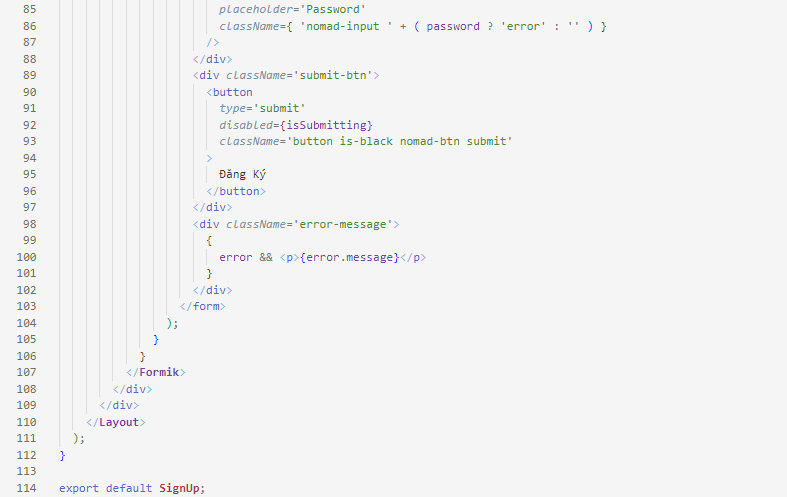 85 placeholder='Password'
86 className={ 'nomad-input ' + ( password ? 'error' : '' ) }
87 />
88 </div>
89 <div className='submit-btn'>
90 <button
91 type='submit'
92 disabled={isSubmitting}
93 className='button is-black nomad-btn submit'
94 >
95 Đăng Ký
96 </button>
97 </div>
98 <div className='error-message'>
99 {
100 error && <p>{error.message}</p>
101 }
102 </div>
103 </form>
104 );
105 }
106 }
107 </Formik>
108 </div>
109 </div>
110 </Layout>
111 );
112 }
113
114 export default SignUp;